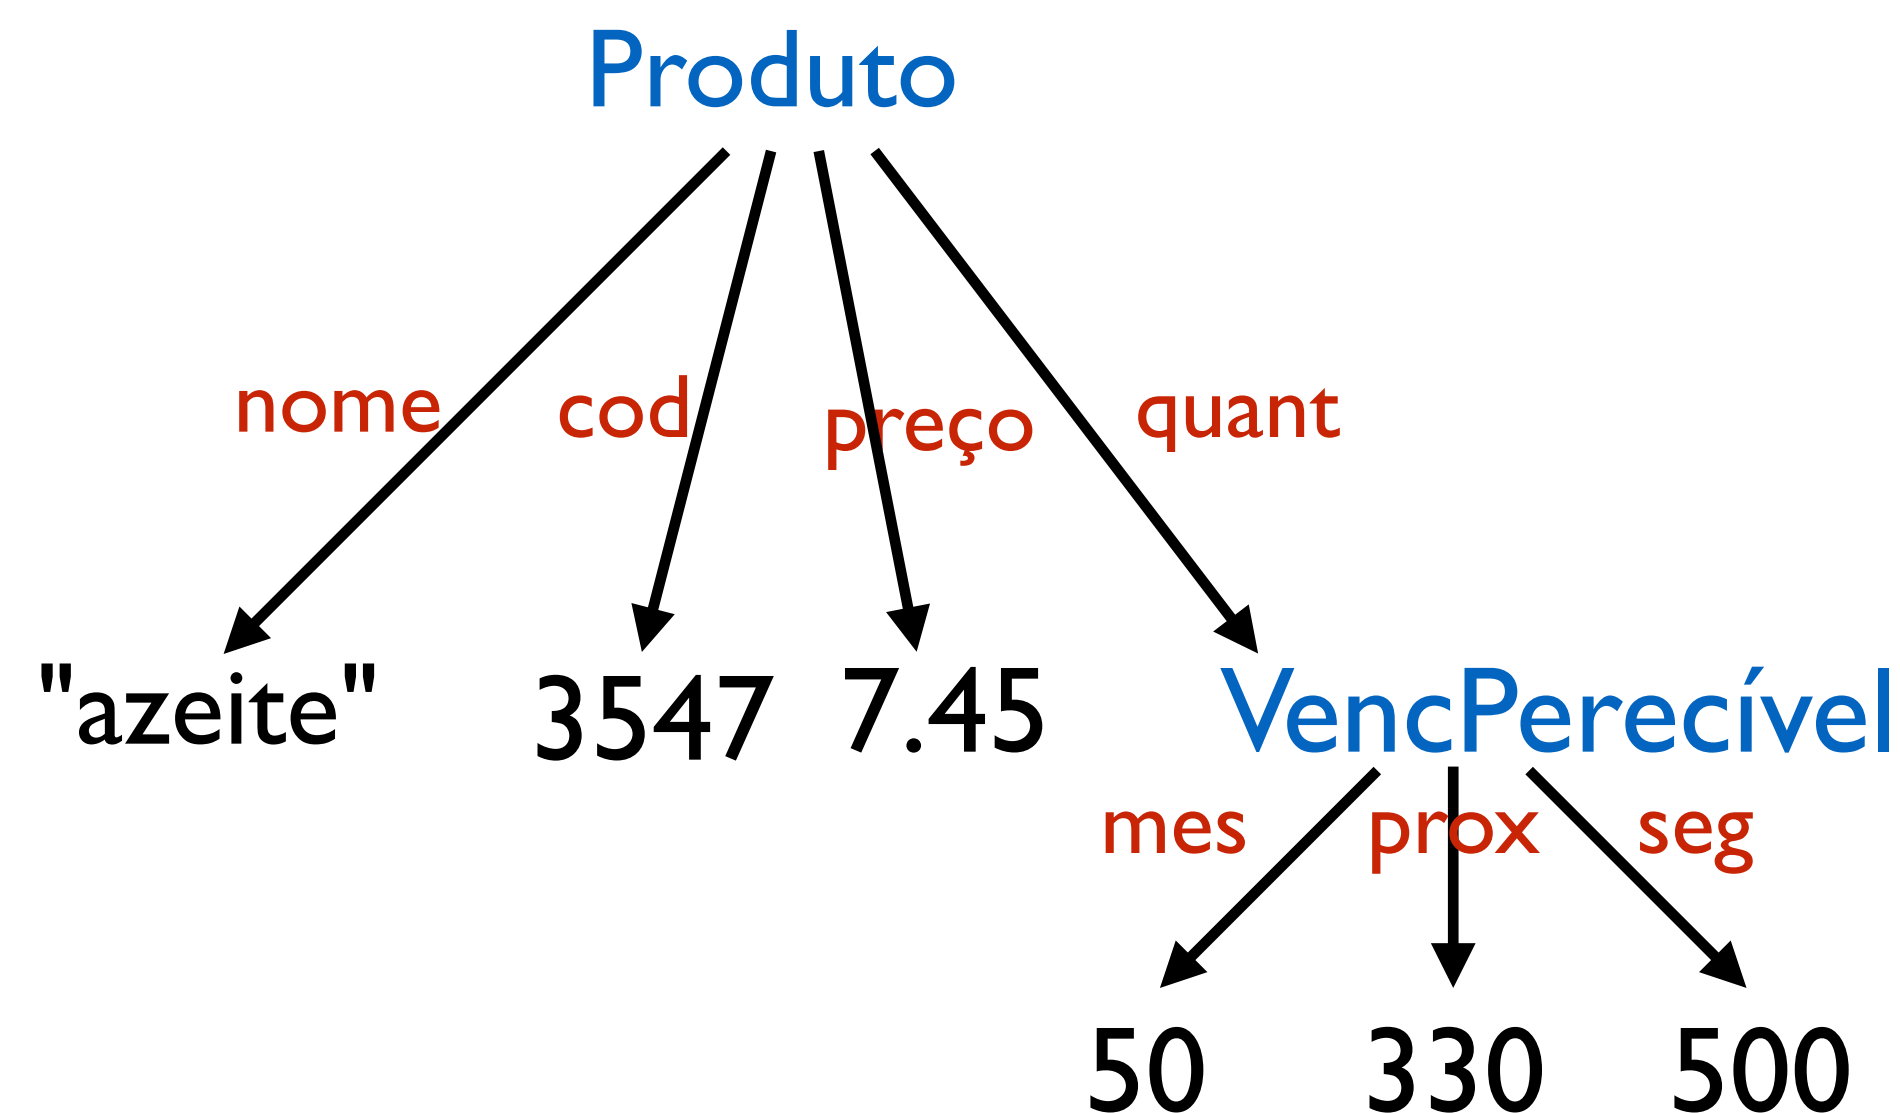 Produto
nome cod preço quant
"azeite" 3547 7.45 VencPerecível
mes prox seg
50 330 500